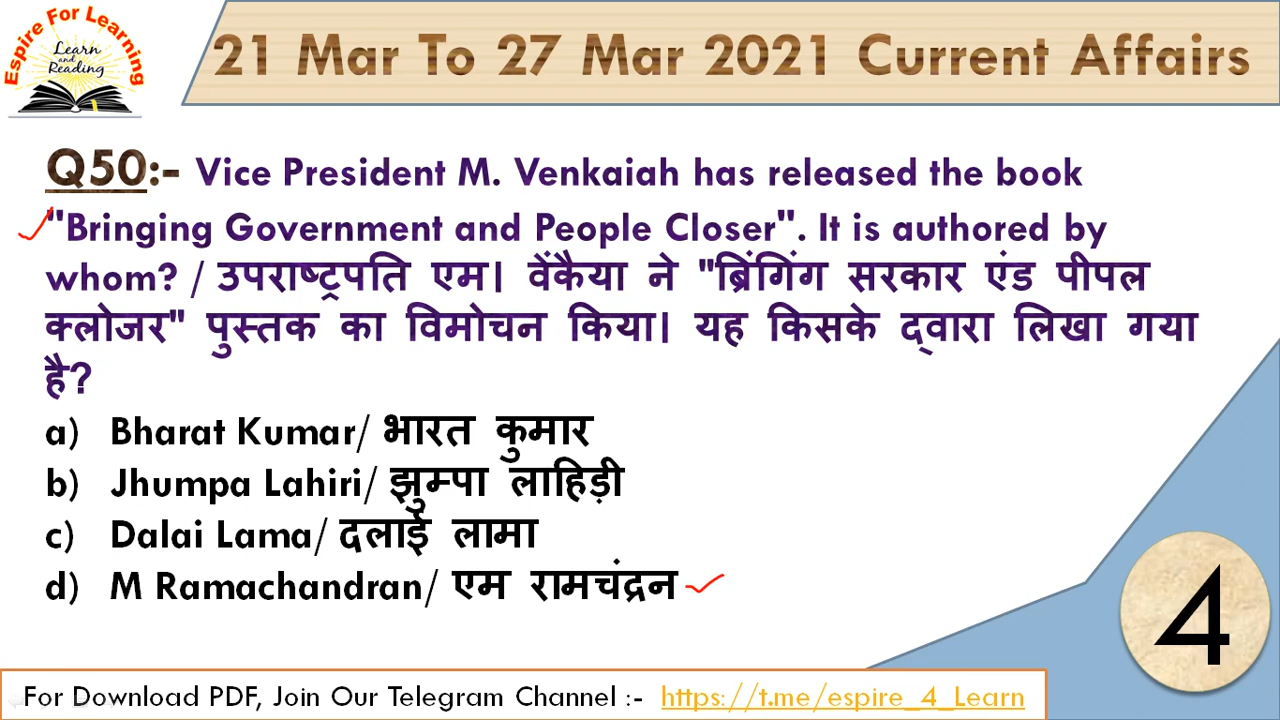 Espire For Learning
Learn
and
Reading
21 Mar To 27 Mar 2021 Current Affairs
Q50:- Vice President M. Venkaiah has released the book
"Bringing Government and People Closer". It is authored by
whom? / उपराष्ट्रपति एम। वेंकैया ने "ब्रिंगिंग सरकार एंड पीपल
क्लोजर" पुस्तक का विमोचन किया। यह किसके द्वारा लिखा गया
है?
a) Bharat Kumar/ भारत कुमार
b) Jhumpa Lahiri/ झुम्पा लाहिड़ी
c) Dalai Lama/ दलाई लामा
d) M Ramachandran/ एम रामचंद्रन
4
For Download PDF, Join Our Telegram Channel :- https://t.me/espire_4_Learn